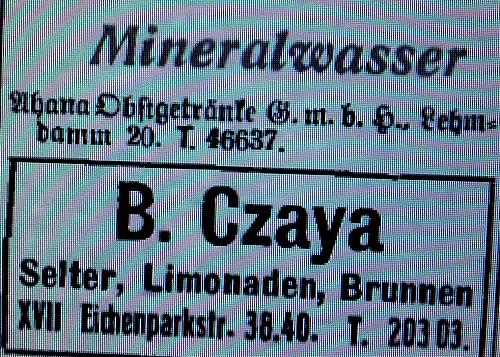 Mineralwasser
Ahana Obstgetränke G. m. b. H., Lehm=
damm 20. T. 46637.
B. Czaya
Selter, Limonaden, Brunnen
XVII Eichenparkstr. 38.40. T. 203 03.